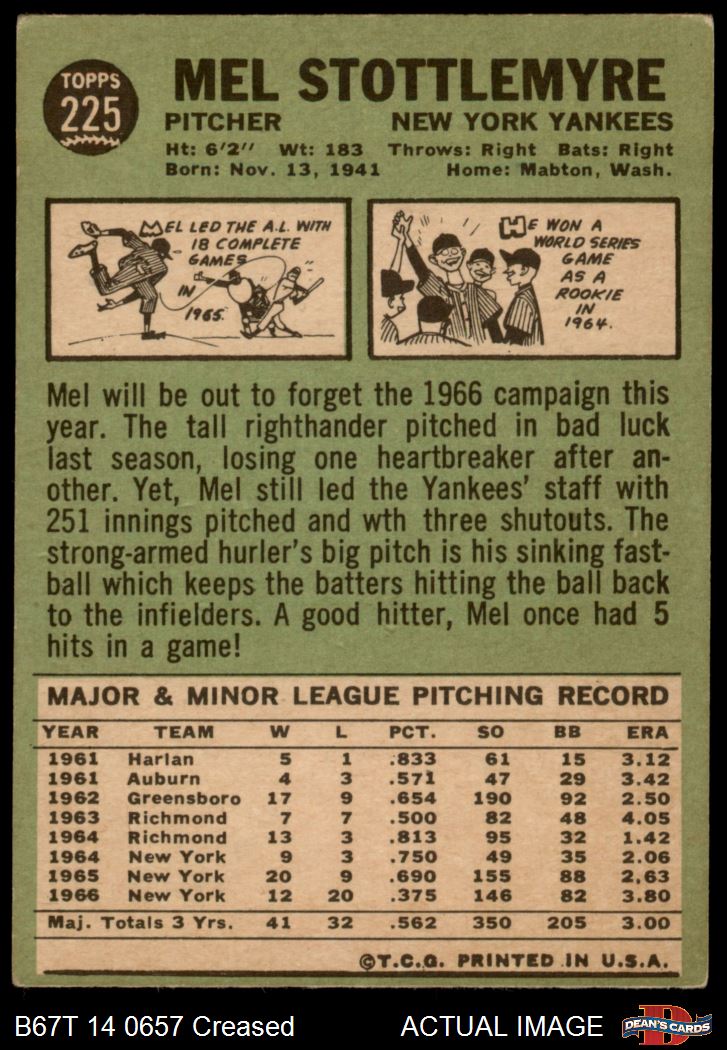 TOPPS
225
MEL STOTTLEMYRE
PITCHER NEW YORK YANKEES
Ht: 6'2" Wt: 183 Throws: Right Bats: Right
Born: Nov. 13, 1941 Home: Mabton, Wash.
MEL LED THE A.L. WITH
18 COMPLETE
GAMES
IN
1965.
HE WON A
WORLD SERIES
GAME
AS A
ROOKIE
IN
1964.
Mel will be out to forget the 1966 campaign this
year. The tall righthander pitched in bad luck
last season, losing one heartbreaker after an-
other. Yet, Mel still led the Yankees' staff with
251 innings pitched and wth three shutouts. The
strong-armed hurler's big pitch is his sinking fast-
ball which keeps the batters hitting the ball back
to the infielders. A good hitter, Mel once had 5
hits in a game!
MAJOR & MINOR LEAGUE PITCHING RECORD
YEAR TEAM W L PCT. SO BB ERA
1961 Harlan 5 1 .833 61 15 3.12
1961 Auburn 4 3 .571 47 29 3.42
1962 Greensboro 17 9 .654 190 92 2.50
1963 Richmond 7 7 .500 82 48 4.05
1964 Richmond 13 3 .813 95 32 1.42
1964 New York 9 3 .750 49 35 2.06
1965 New York 20 9 .690 155 88 2.63
1966 New York 12 20 .375 146 82 3.80
Maj. Totals 3 Yrs. 41 32 .562 350 205 3.00
©T.C.G. PRINTED IN U.S.A.
B67T 14 0657 Creased ACTUAL IMAGE
DEAN'S CARDS